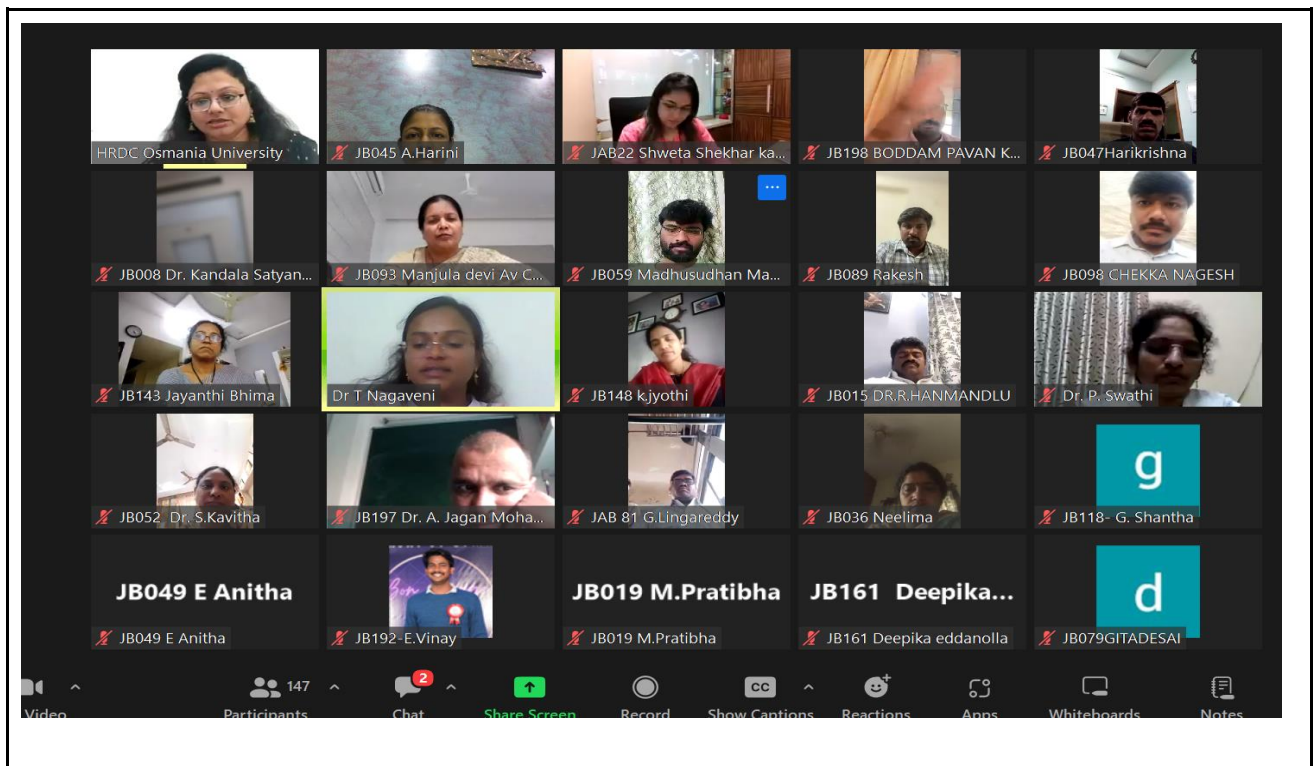 HRDC Osmania University
JB045 A.Harini
JAB22 Shweta Shekhar ka...
JB198 BODDAM PAVAN K...
JB047Harikrishna
JB008 Dr. Kandala Satyan...
JB093 Manjula devi Av C...
JB059 Madhusudhan Ma...
JB089 Rakesh
JB098 CHEKKA NAGESH
JB143 Jayanthi Bhima
Dr T Nagaveni
JB148 k.jyothi
JB015 DR.R.HANMANDLU
Dr. P. Swathi
JB052 Dr. S.Kavitha
JB197 Dr. A. Jagan Moha...
JAB 81 G.Lingareddy
JB036 Neelima
g
JB118- G. Shantha
JB049 E Anitha
JB049 E Anitha
JB192-E.Vinay
JB019 M.Pratibha
JB019 M.Pratibha
JB161 Deepika...
JB161 Deepika eddanolla
d
JB079GITADESAI
Video
147
Participants
2
Chat
Share Screen
Record
CC
Show Captions
Reactions
Apps
Whiteboards
Notes